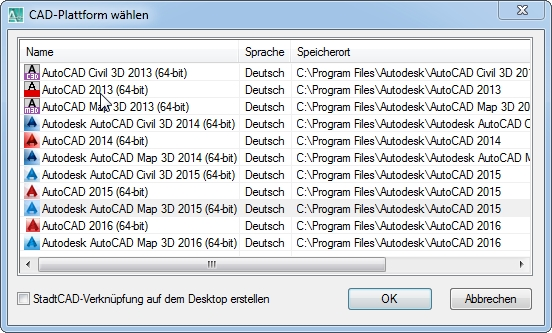 CAD-Plattform wählen
Name Sprache Speicherort
AutoCAD Civil 3D 2013 (64-bit) Deutsch C:\Program Files\Autodesk\AutoCAD Civil 3D 201
AutoCAD 2013 (64-bit) Deutsch C:\Program Files\Autodesk\AutoCAD 2013
AutoCAD Map 3D 2013 (64-bit) Deutsch C:\Program Files\Autodesk\AutoCAD Map 3D 201
Autodesk AutoCAD Civil 3D 2014 (64-bit) Deutsch C:\Program Files\Autodesk\Autodesk AutoCAD C
AutoCAD 2014 (64-bit) Deutsch C:\Program Files\Autodesk\AutoCAD 2014
Autodesk AutoCAD Map 3D 2014 (64-bit) Deutsch C:\Program Files\Autodesk\Autodesk AutoCAD M
Autodesk AutoCAD Civil 3D 2015 (64-bit) Deutsch C:\Program Files\Autodesk\AutoCAD 2015
AutoCAD 2015 (64-bit) Deutsch C:\Program Files\Autodesk\AutoCAD 2015
Autodesk AutoCAD Map 3D 2015 (64-bit) Deutsch C:\Program Files\Autodesk\AutoCAD 2015
AutoCAD 2016 (64-bit) Deutsch C:\Program Files\Autodesk\AutoCAD 2016
Autodesk AutoCAD Map 3D 2016 (64-bit) Deutsch C:\Program Files\Autodesk\AutoCAD 2016
StadtCAD-Verknüpfung auf dem Desktop erstellen OK Abbrechen